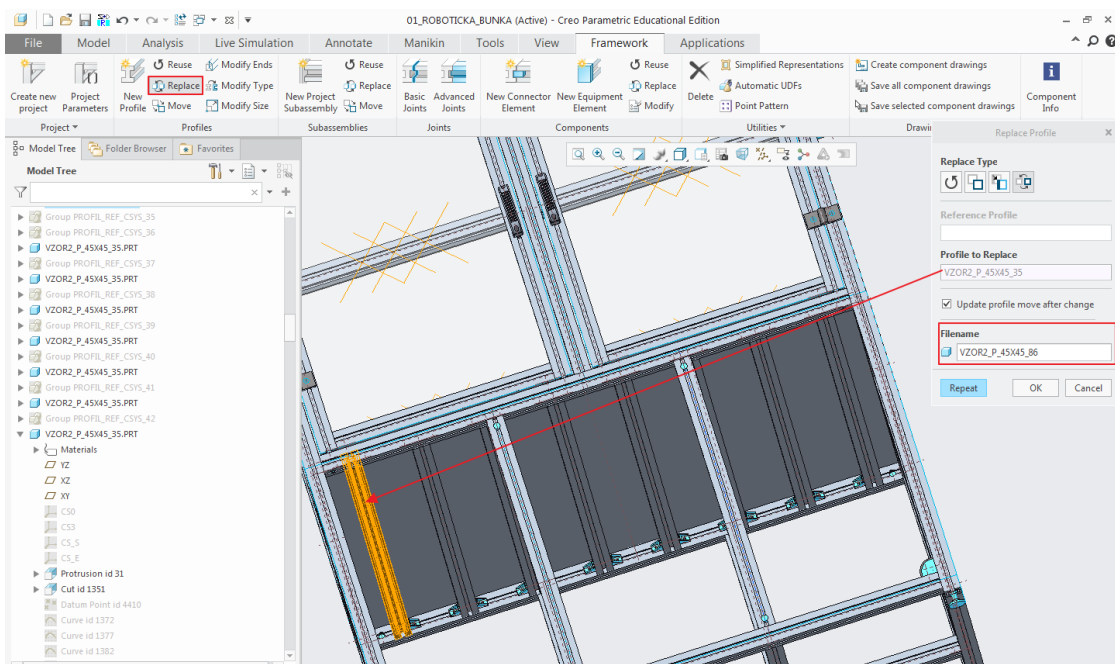 01_ROBOTICKA_BUNKA (Active) - Creo Parametric Educational Edition
File Model Analysis Live Simulation Annotate Manikin Tools View Framework Applications
Create new project
Project Parameters
New Profile
Reuse
Replace
Move
Modify Ends
Modify Type
Modify Size
New Project Subassembly
Reuse
Replace
Move
Basic Joints
Advanced Joints
New Connector Element
New Equipment Element
Reuse
Replace
Modify
Delete
Simplified Representations
Automatic UDFs
Point Pattern
Create component drawings
Save all component drawings
Save selected component drawings
Component Info
Project Profiles Subassemblies Joints Components Utilities Drawi
Model Tree Folder Browser Favorites
Model Tree
Group PROFIL_REF_CSYS_35
Group PROFIL_REF_CSYS_36
VZOR2_P_45X45_35.PRT
Group PROFIL_REF_CSYS_37
VZOR2_P_45X45_35.PRT
Group PROFIL_REF_CSYS_38
VZOR2_P_45X45_35.PRT
Group PROFIL_REF_CSYS_39
VZOR2_P_45X45_35.PRT
Group PROFIL_REF_CSYS_40
VZOR2_P_45X45_35.PRT
Group PROFIL_REF_CSYS_41
VZOR2_P_45X45_35.PRT
Group PROFIL_REF_CSYS_42
VZOR2_P_45X45_35.PRT
Materials
YZ
XZ
XY
CS0
CS3
CS_S
CS_E
Protrusion id 31
Cut id 1351
Datum Point id 4410
Curve id 1372
Curve id 1377
Curve id 1382
Replace Profile
Replace Type
Reference Profile
Profile to Replace
VZOR2_P_45X45_35
Update profile move after change
Filename
VZOR2_P_45X45_86
Repeat OK Cancel